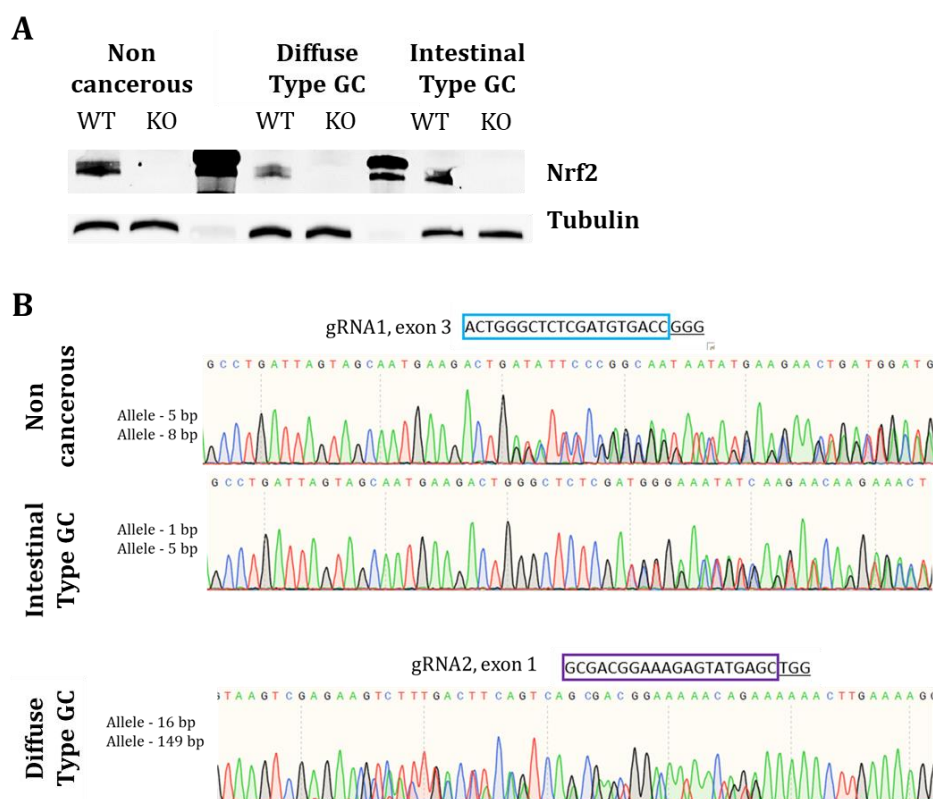 A
Non cancerous
Diffuse Type GC
Intestinal Type GC
WT KO WT KO WT KO
Nrf2
Tubulin
B
gRNA1, exon 3 ACTGGGCTCTCGATGTGACCGGG
Non cancerous
GCCTGATTAGTAGCAATGAAGACTGATATTCCCGGCAATAATATGAAGAACTGATGGATG
Allele - 5 bp
Allele - 8 bp
Intestinal Type GC
GCCTGATTAGTAGCAATGAAGACTGGGCTCTCGATGGGAAATATCAAGAACAAGAAACT
Allele - 1 bp
Allele - 5 bp
gRNA2, exon 1 GCGACGGAAAGAGTATGAGCTGG
Diffuse Type GC
TAAGTCGAGAAGTCTTTGACTTCAGTCAGCGACGGAAAAACAGAAAAAAACTTGAAAAG
Allele - 16 bp
Allele - 149 bp